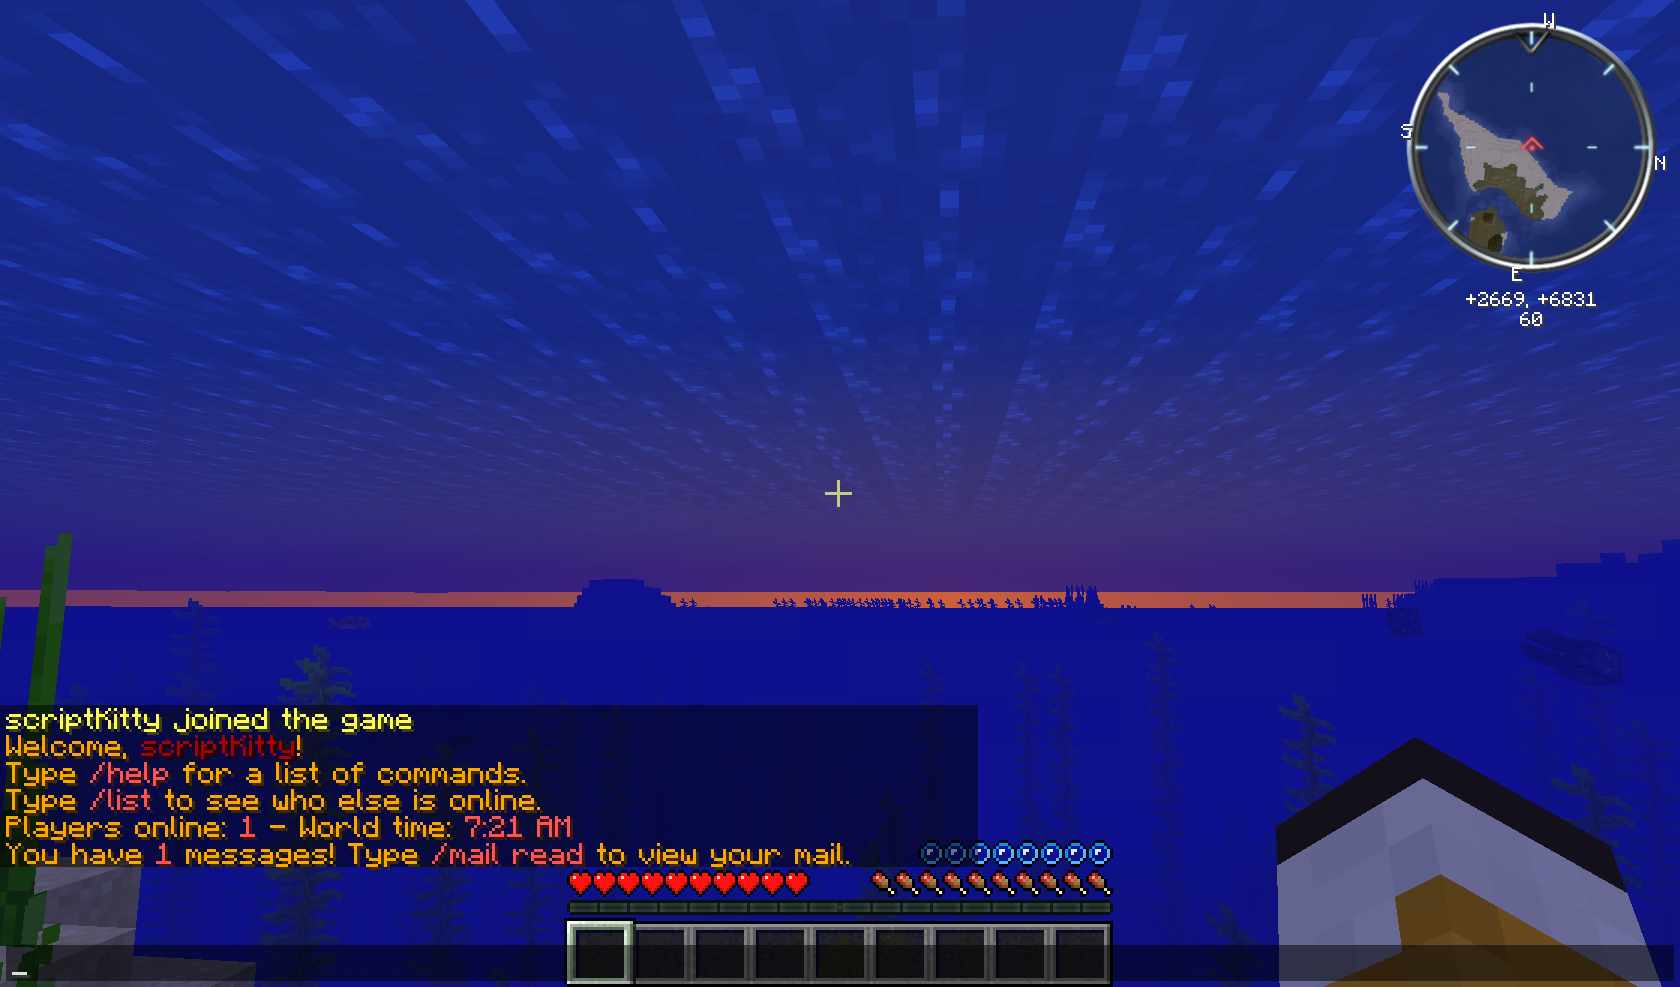 W
S
N
E
+2669, +6831
60
scriptKitty joined the game
Welcome, scriptKitty!
Type /help for a list of commands.
Type /list to see who else is online.
Players online: 1 - World time: 7:21 AM
You have 1 messages! Type /mail read to view your mail.
_